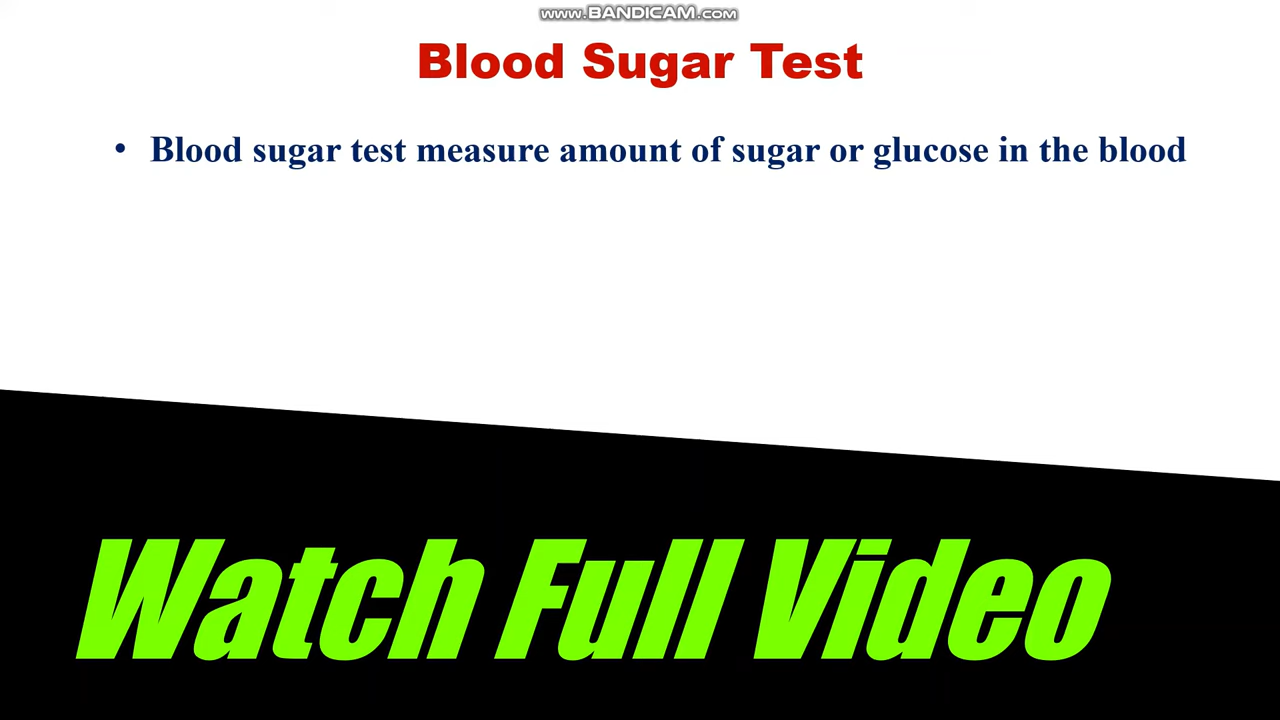 www.BANDICAM.com
Blood Sugar Test
• Blood sugar test measure amount of sugar or glucose in the blood
Watch Full Video